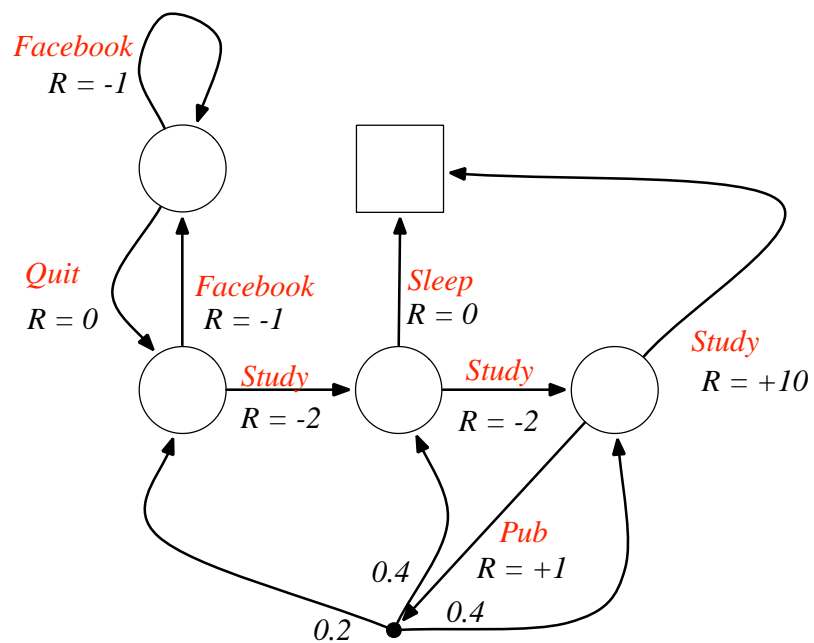 Facebook
R = -1
Quit
R = 0
Facebook
R = -1
Sleep
R = 0
Study
R = -2
Study
R = -2
Study
R = +10
Pub
R = +1
0.4
0.4
0.2